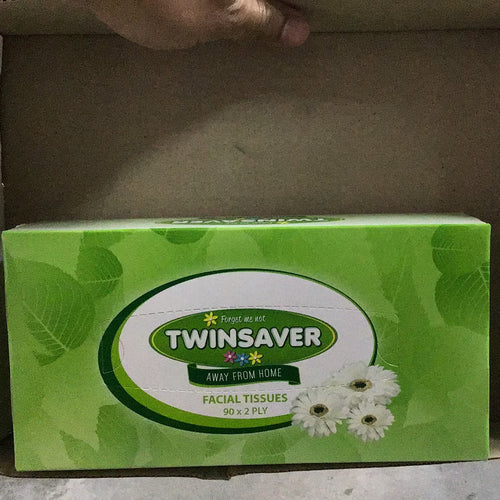 Forget me not
TWINSAVER
AWAY FROM HOME
FACIAL TISSUES
90 x 2 PLY